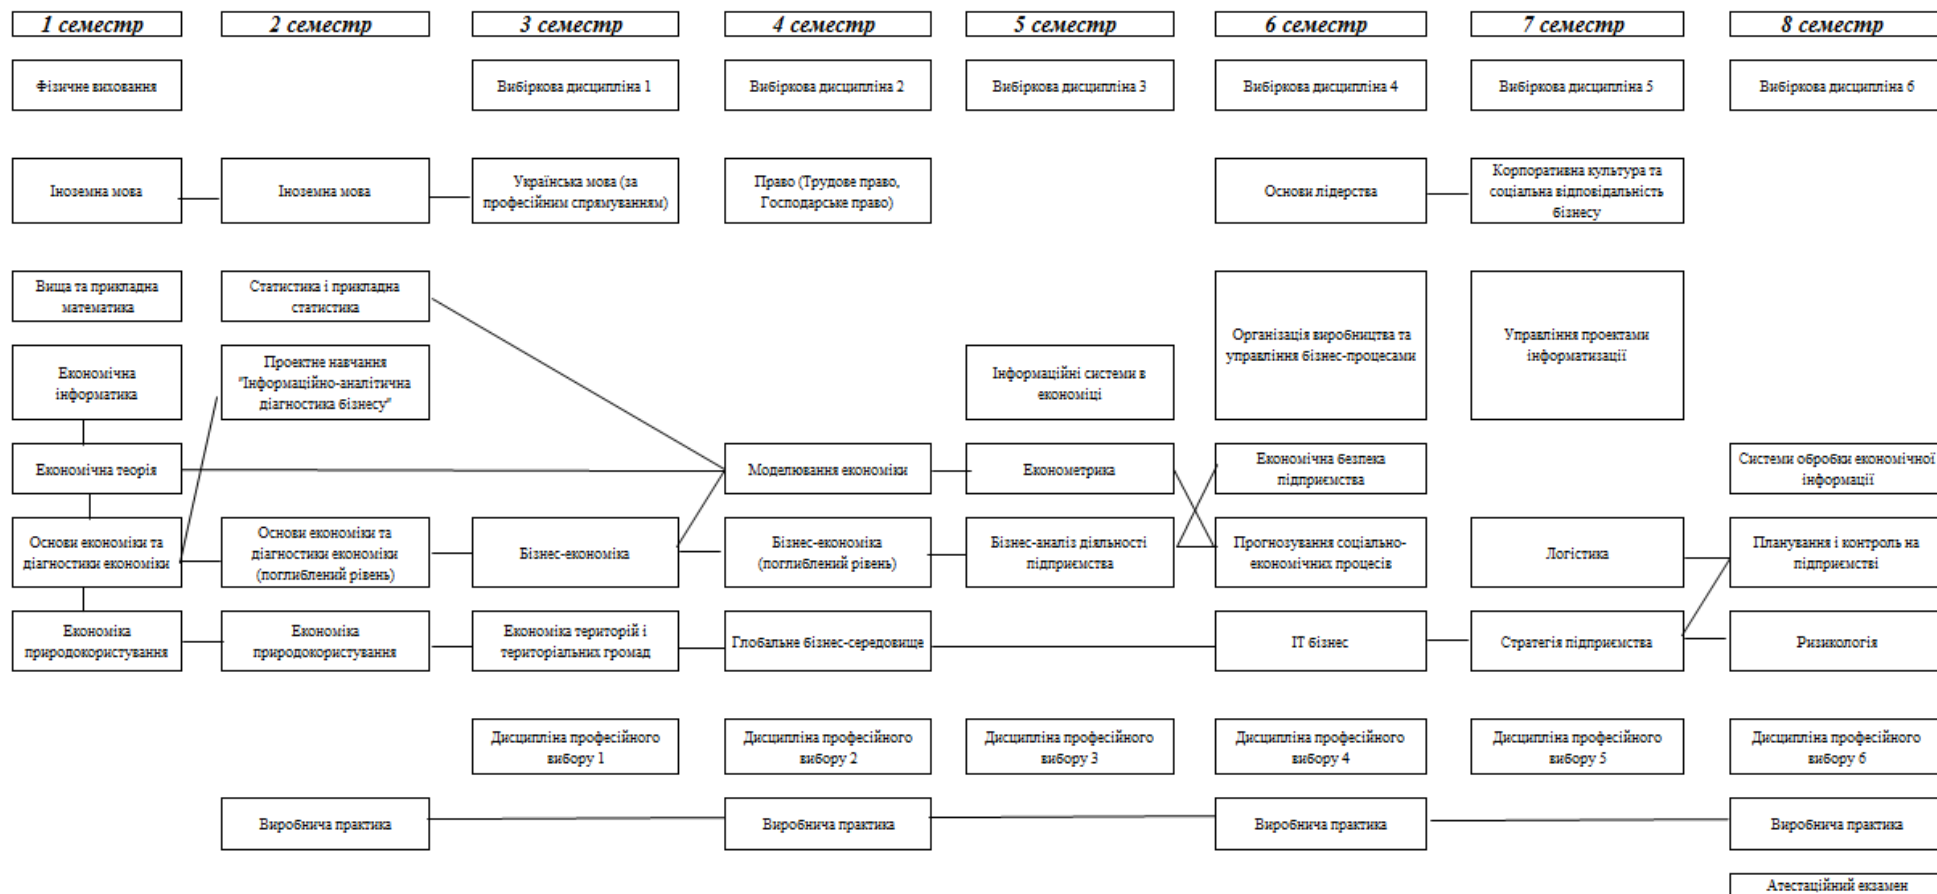 1 семестр
2 семестр
3 семестр
4 семестр
5 семестр
6 семестр
7 семестр
8 семестр
Фізичне виховання
Вибіркова дисципліна 1
Вибіркова дисципліна 2
Вибіркова дисципліна 3
Вибіркова дисципліна 4
Вибіркова дисципліна 5
Вибіркова дисципліна 6
Іноземна мова
Іноземна мова
Українська мова (за
професійним спрямуванням)
Право (Трудове право,
Господарське право)
Основи лідерства
Корпоративна культура та
соціальна відповідальність
бізнесу
Вища та прикладна
математика
Статистика і прикладна
статистика
Організація виробництва та
управління бізнес-процесами
Управління проектами
інформатизації
Економічна
інформатика
Проектне навчання
"Інформаційно-аналітична
діагностика бізнесу"
Інформаційні системи в
економіці
Економічна теорія
Моделювання економіки
Економетрика
Економічна безпека
підприємства
Системи обробки економічної
інформації
Основи економіки та
діагностики економіки
Основи економіки та
діагностики економіки
(поглиблений рівень)
Бізнес-економіка
Бізнес-економіка
(поглиблений рівень)
Бізнес-аналіз діяльності
підприємства
Прогнозування соціально-
економічних процесів
Логістика
Планування і контроль на
підприємстві
Економіка
природокористування
Економіка
природокористування
Економіка територій і
територіальних громад
Глобальне бізнес-середовище
ІТ бізнес
Стратегія підприємства
Ризикологія
Дисципліна професійного
вибору 1
Дисципліна професійного
вибору 2
Дисципліна професійного
вибору 3
Дисципліна професійного
вибору 4
Дисципліна професійного
вибору 5
Дисципліна професійного
вибору 6
Виробнича практика
Виробнича практика
Виробнича практика
Виробнича практика
Атестаційний екзамен